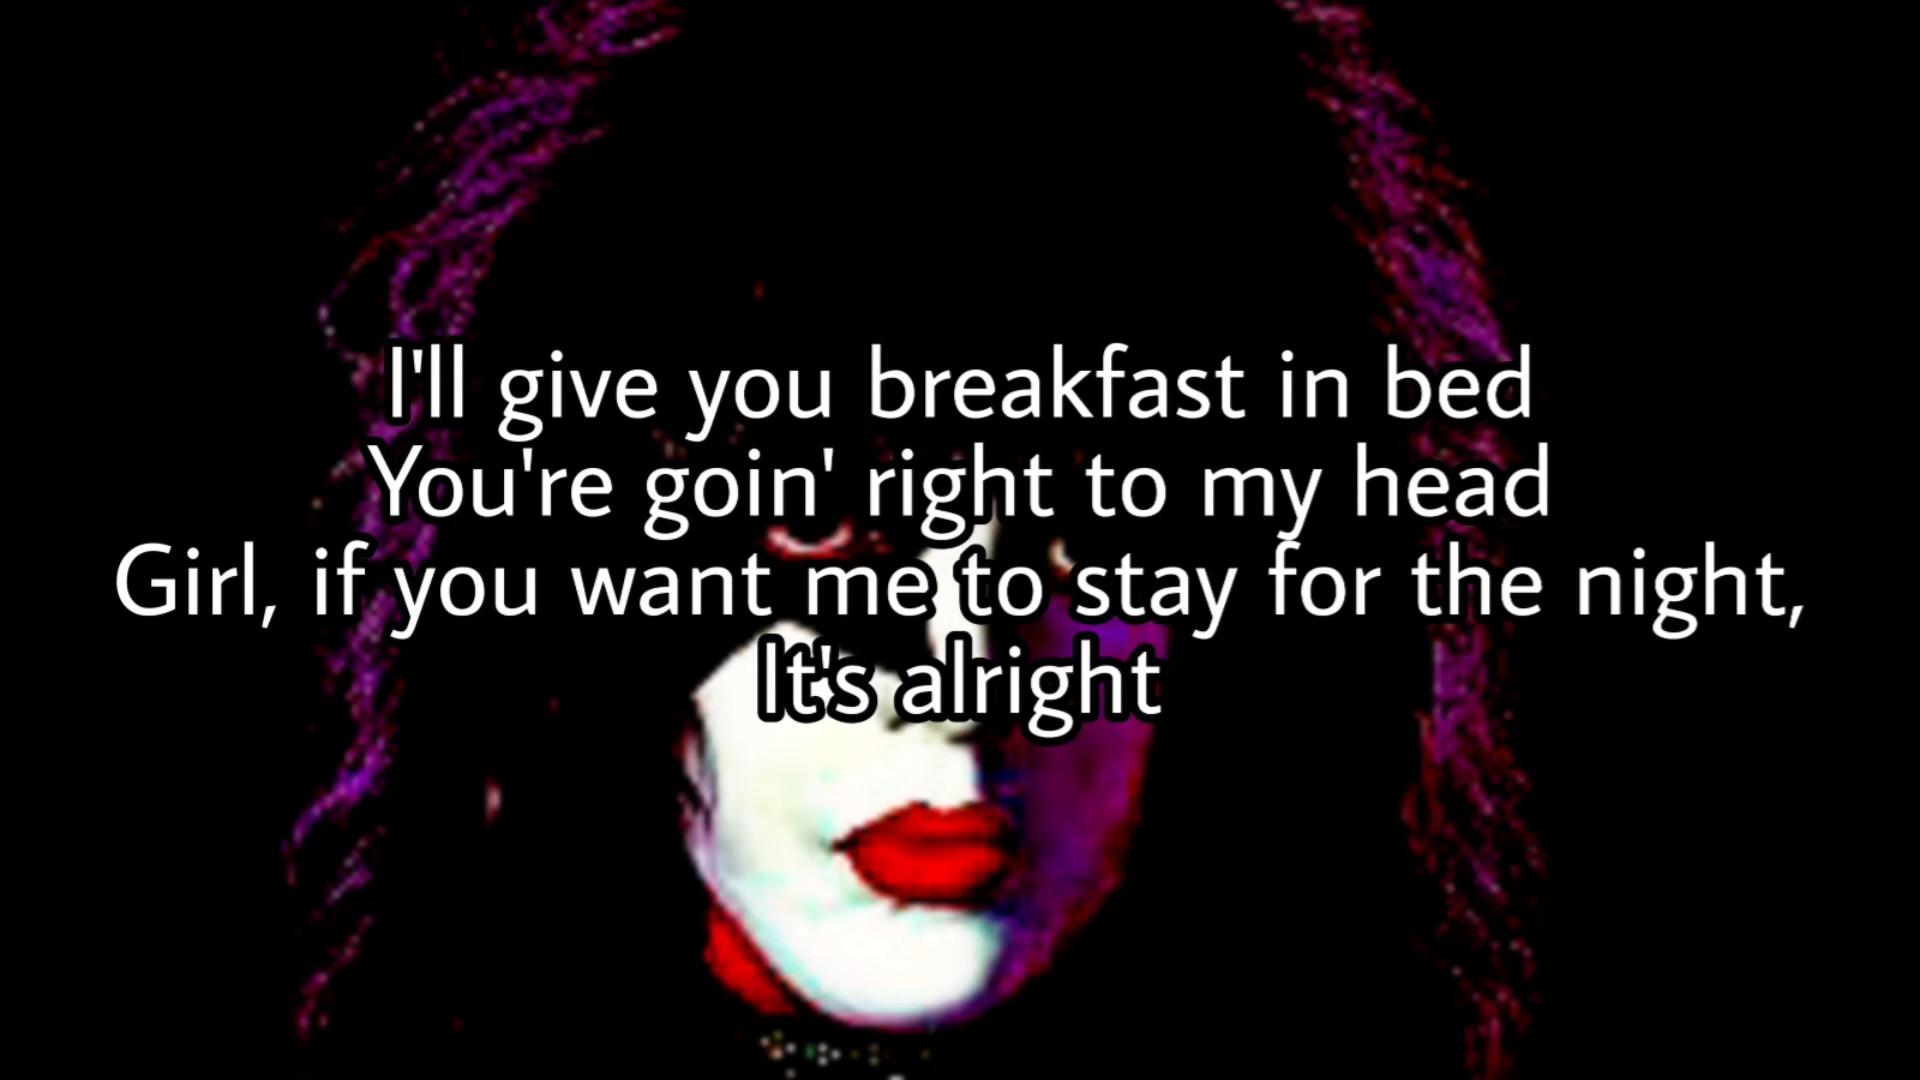 I'll give you breakfast in bed
You're goin' right to my head
Girl, if you want me to stay for the night,
It's alright